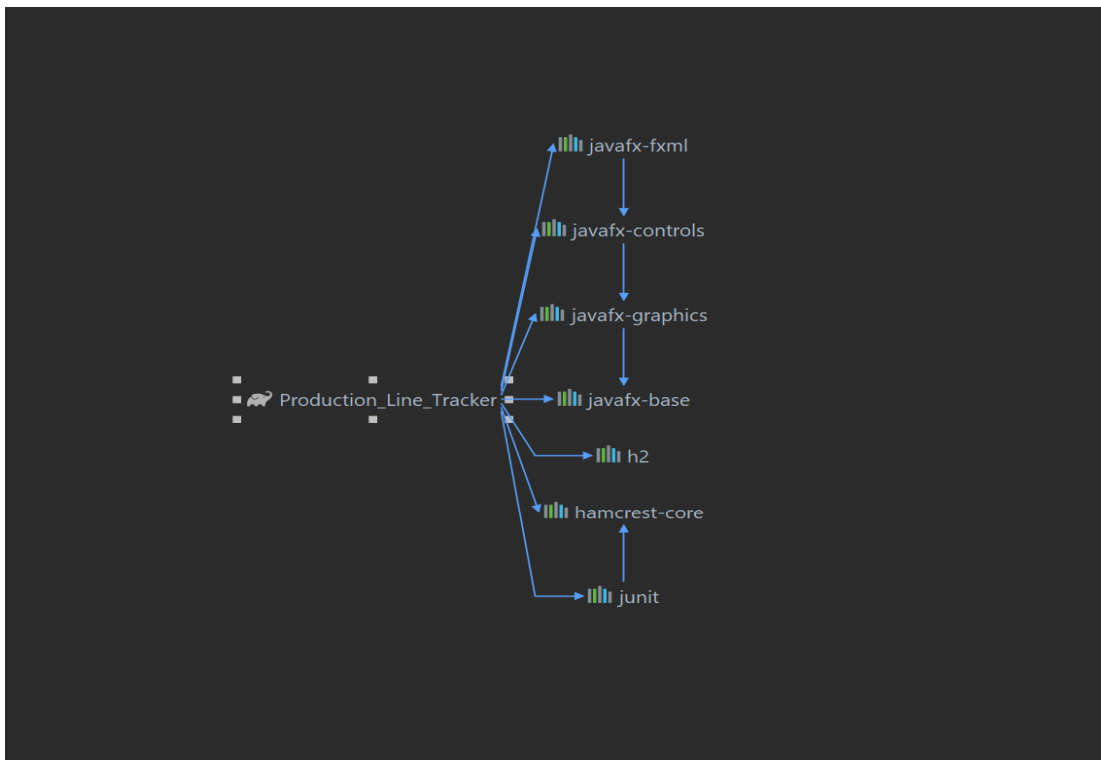 javafx-fxml
javafx-controls
javafx-graphics
Production_Line_Tracker
javafx-base
h2
hamcrest-core
junit